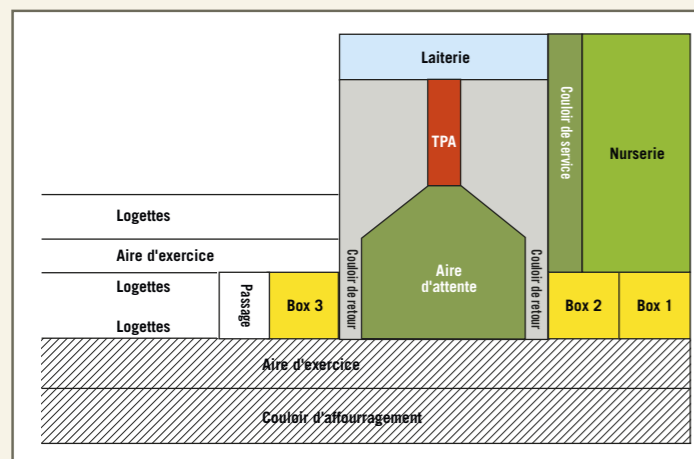 Laiterie
TPA
Couloir de service
Nurserie
Logettes
Aire d'exercice
Logettes
Logettes
Passage
Box 3
Couloir de retour
Aire
d'attente
Couloir de retour
Box 2
Box 1
Aire d'exercice
Couloir d'affourragement